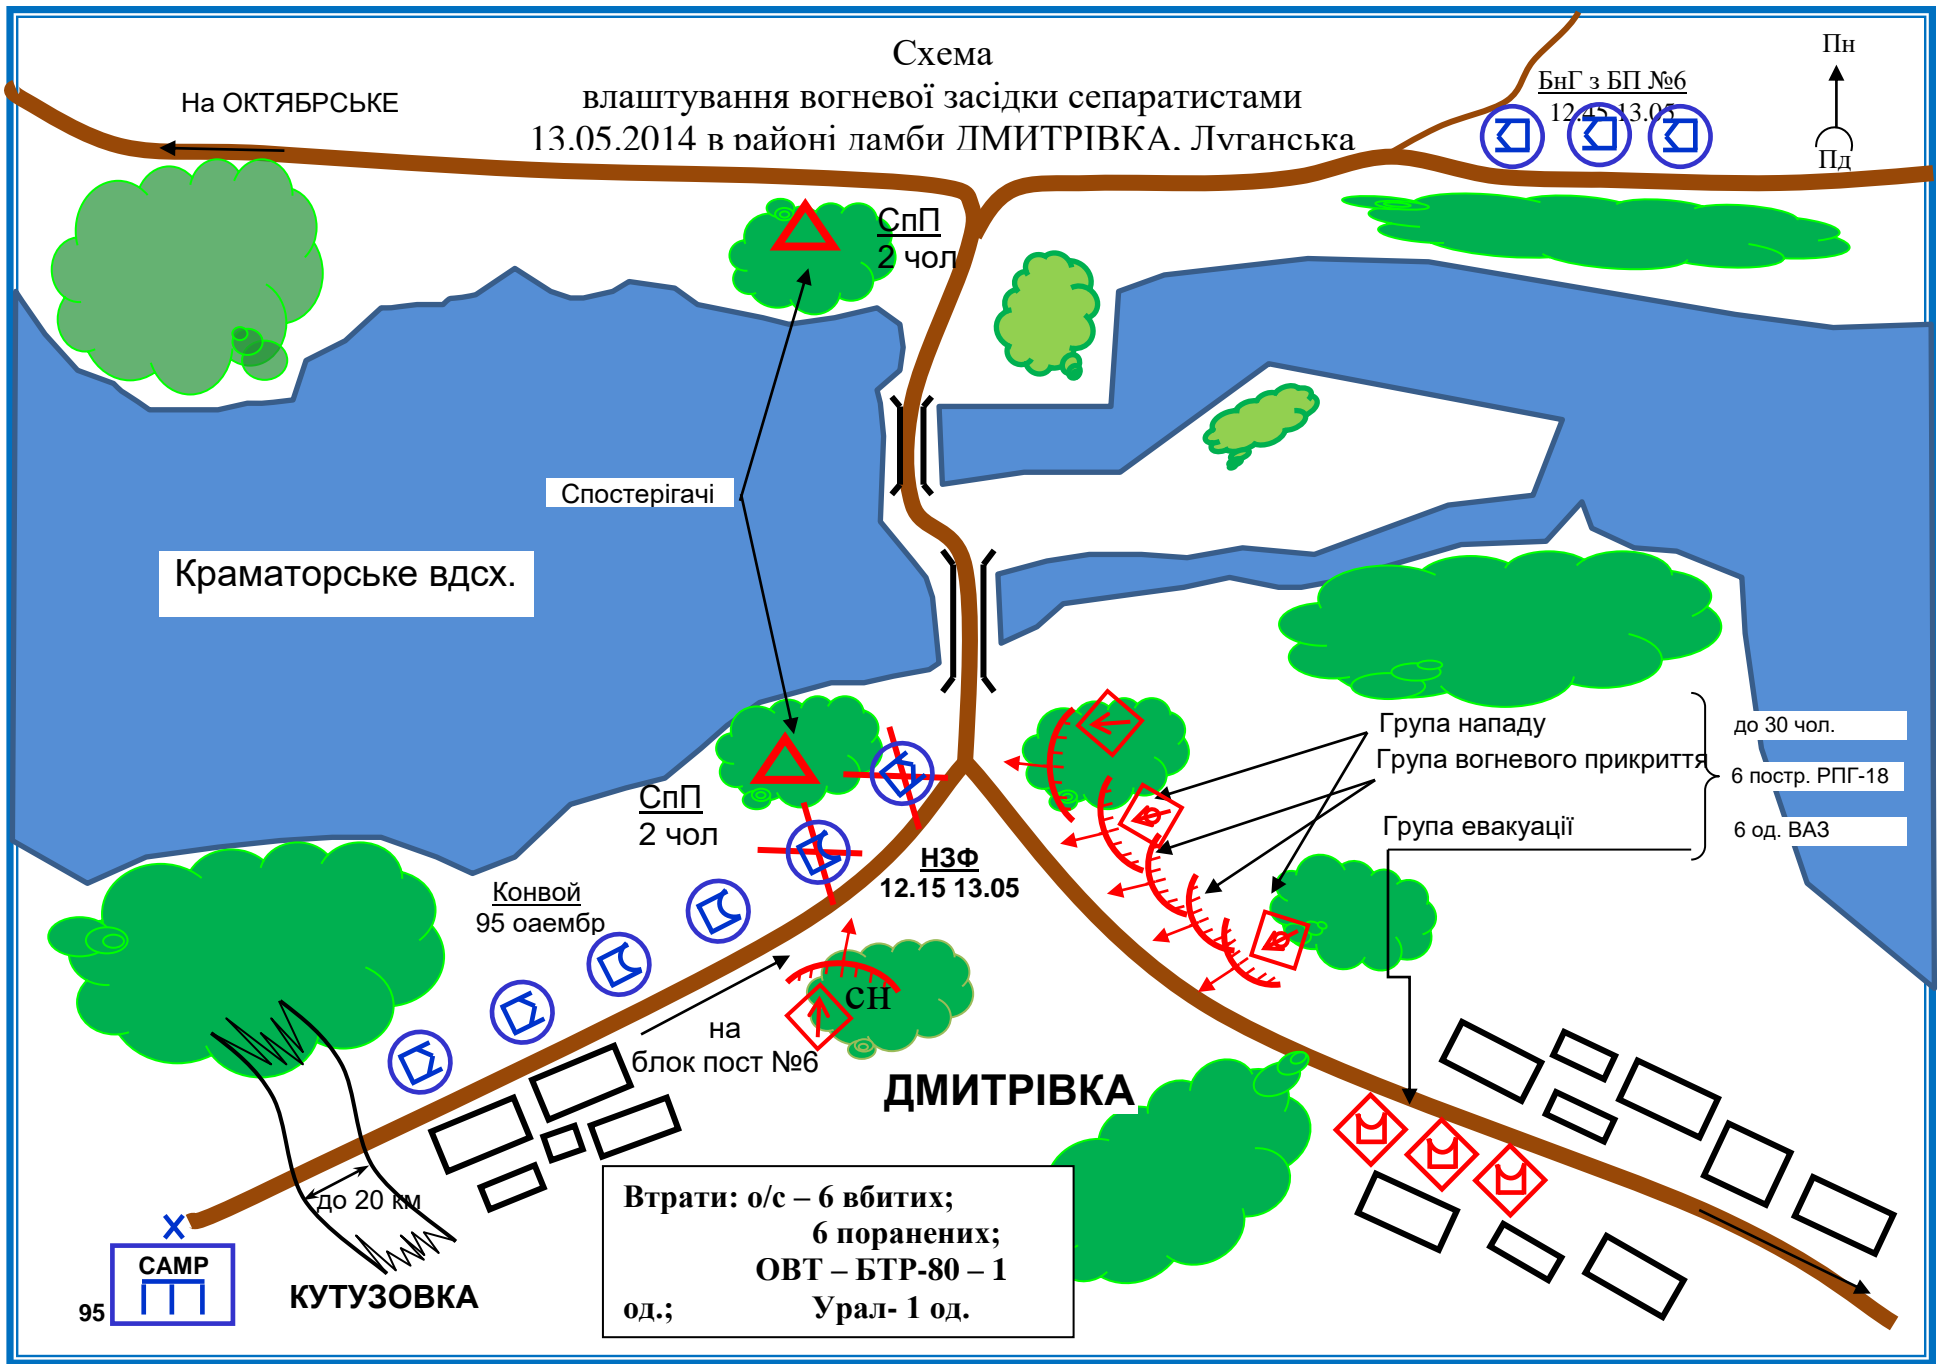 Схема
влаштування вогневої засідки сепаратистами
13.05.2014 в районі дамби ДМИТРІВКА, Луганська
На ОКТЯБРСЬКЕ
БнГ з БП №6
12.45 13.05
Пн
Пд
СпП
2 чол
Спостерігачі
Краматорське вдсх.
СпП
2 чол
Група нападу
Група вогневого прикриття
Група евакуації
до 30 чол.
6 постр. РПГ-18
6 од. ВАЗ
НЗФ
12.15 13.05
Конвой
95 оаембр
сн
на
блок пост №6
ДМИТРІВКА
до 20 км
САМР
95
КУТУЗОВКА
Втрати: о/с – 6 вбитих;
6 поранених;
ОВТ – БТР-80 – 1
од.; Урал- 1 од.